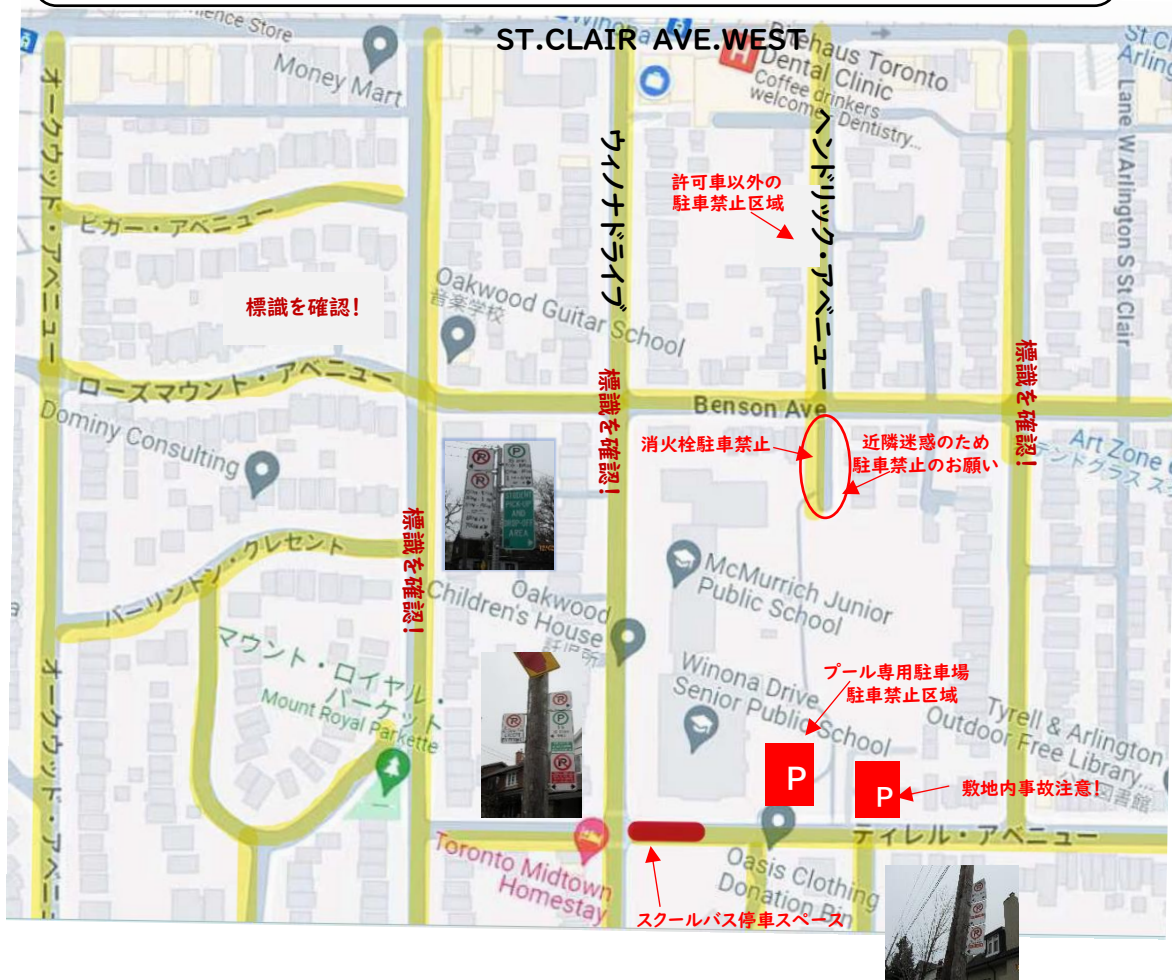 ST.CLAIR AVE.WEST
Money Mart
Dental Clinic
Coffee drinkers
welcome Dentistry...
オークウッド・アベニュー
ビガー・アベニュー
ウィノナドライブ
ヘンドリック・アベニュー
Lane W Arlington S St Clair
許可車以外の
駐車禁止区域
標識を確認!
Oakwood Guitar School
音楽学校
ローズマウント・アベニュー
Benson Ave
標識を確認!
標識を確認!
Dominy Consulting
消火栓駐車禁止
近隣迷惑のため
駐車禁止のお願い
STUDENT
PICK-UP
AND
DROP-OFF
AREA
標識を確認!
バーリントン・クレセント
McMurrich Junior
Public School
Oakwood
Children's House
託児所
マウント・ロイヤル・
パーケット
Mount Royal Parkette
Winona Drive
Senior Public School
プール専用駐車場
駐車禁止区域
Tyrell & Arlington
Outdoor Free Library...
P
P
敷地内事故注意!
ティレル・アベニュー
Toronto Midtown
Homestay
Oasis Clothing
Donation Bin
スクールバス停車スペース